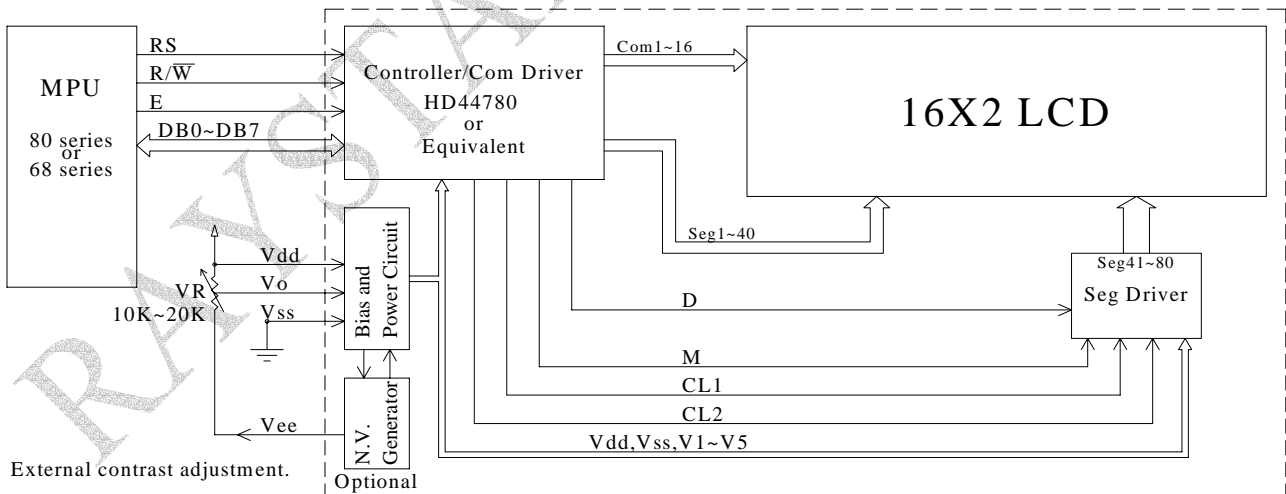 RS
R/W̅
E
DB0~DB7
MPU
80 series
or
68 series
Controller/Com Driver
HD44780
or
Equivalent
Com1~16
16X2 LCD
Seg1~40
Seg41~80
Seg Driver
Vdd
Vo
Vss
VR
10K~20K
Bias and
Power Circuit
D
M
CL1
CL2
Vdd,Vss,V1~V5
N.V.
Generator
Vee
External contrast adjustment.
Optional
RAYSTA